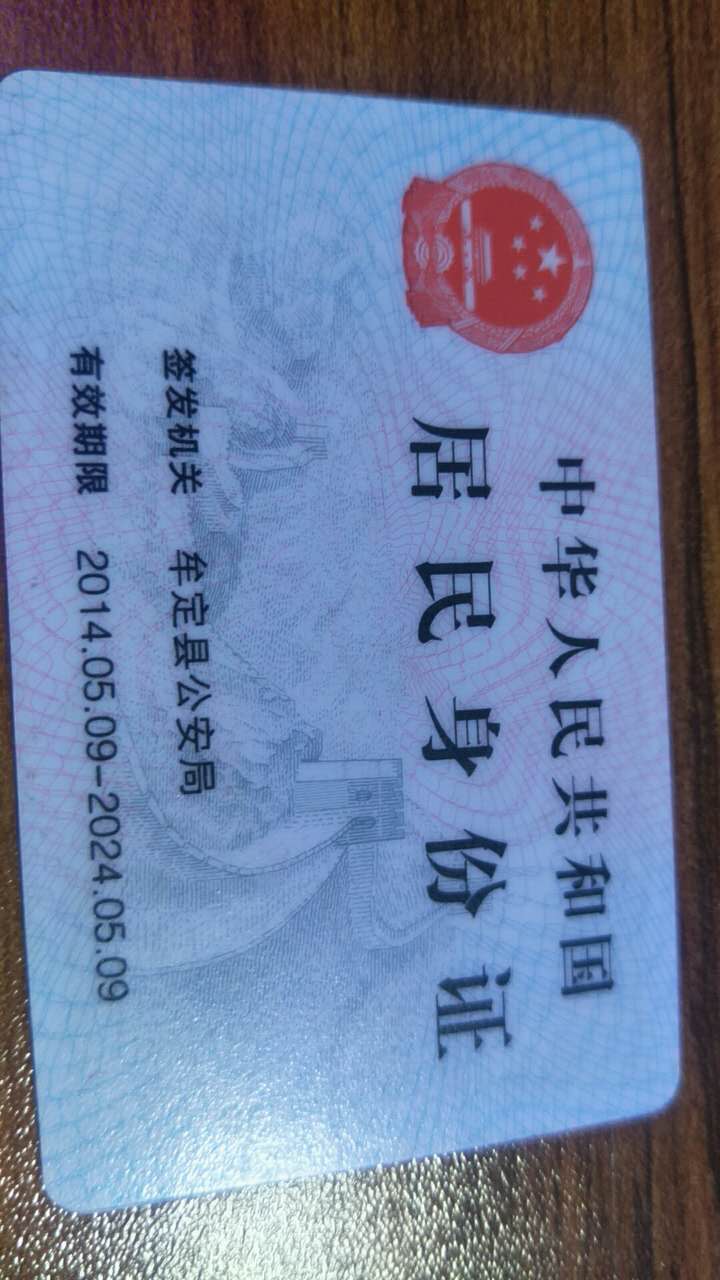 中华人民共和国
居民身份证
签发机关 牟定县公安局
有效期限 2014.05.09-2024.05.09